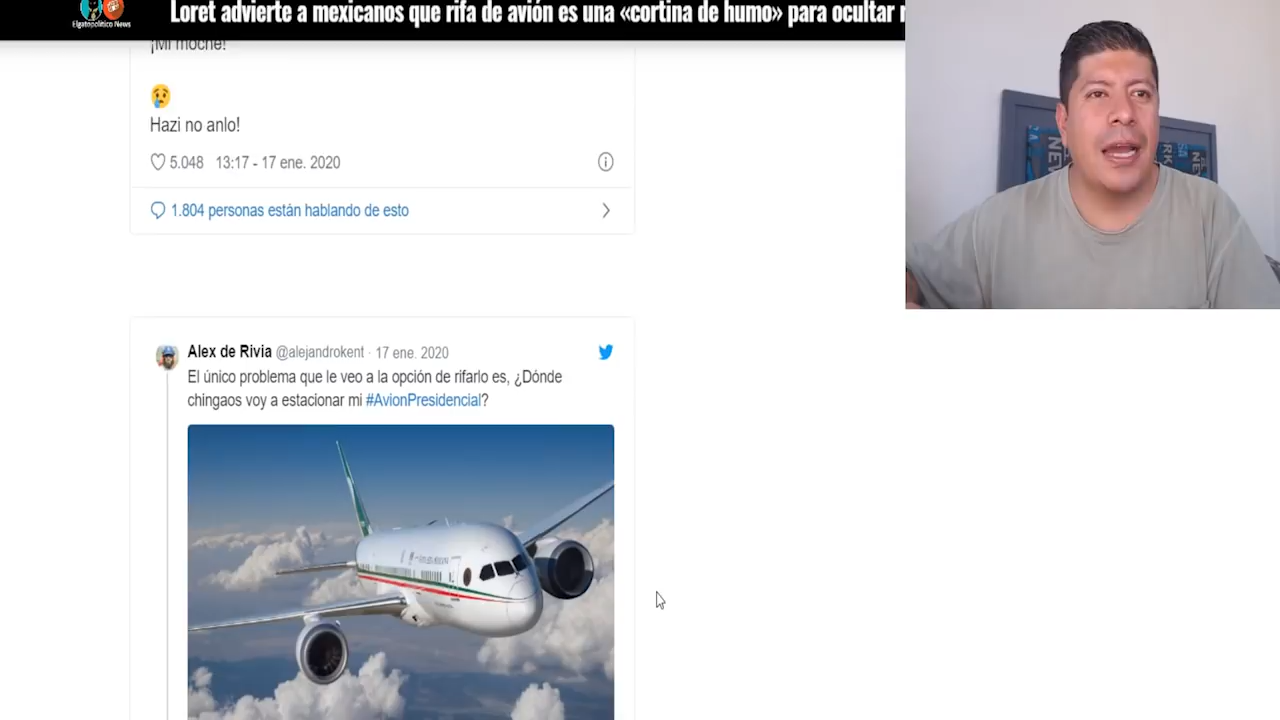 Elgatopolitico News
Loret advierte a mexicanos que rifa de avión es una «cortina de humo» para ocultar
¡Mi moche!
😢
Hazi no anlo!
5.048 13:17 - 17 ene. 2020
1.804 personas están hablando de esto
Alex de Rivia @alejandrokent · 17 ene. 2020
El único problema que le veo a la opción de rifarlo es, ¿Dónde
chingaos voy a estacionar mi #AvionPresidencial?